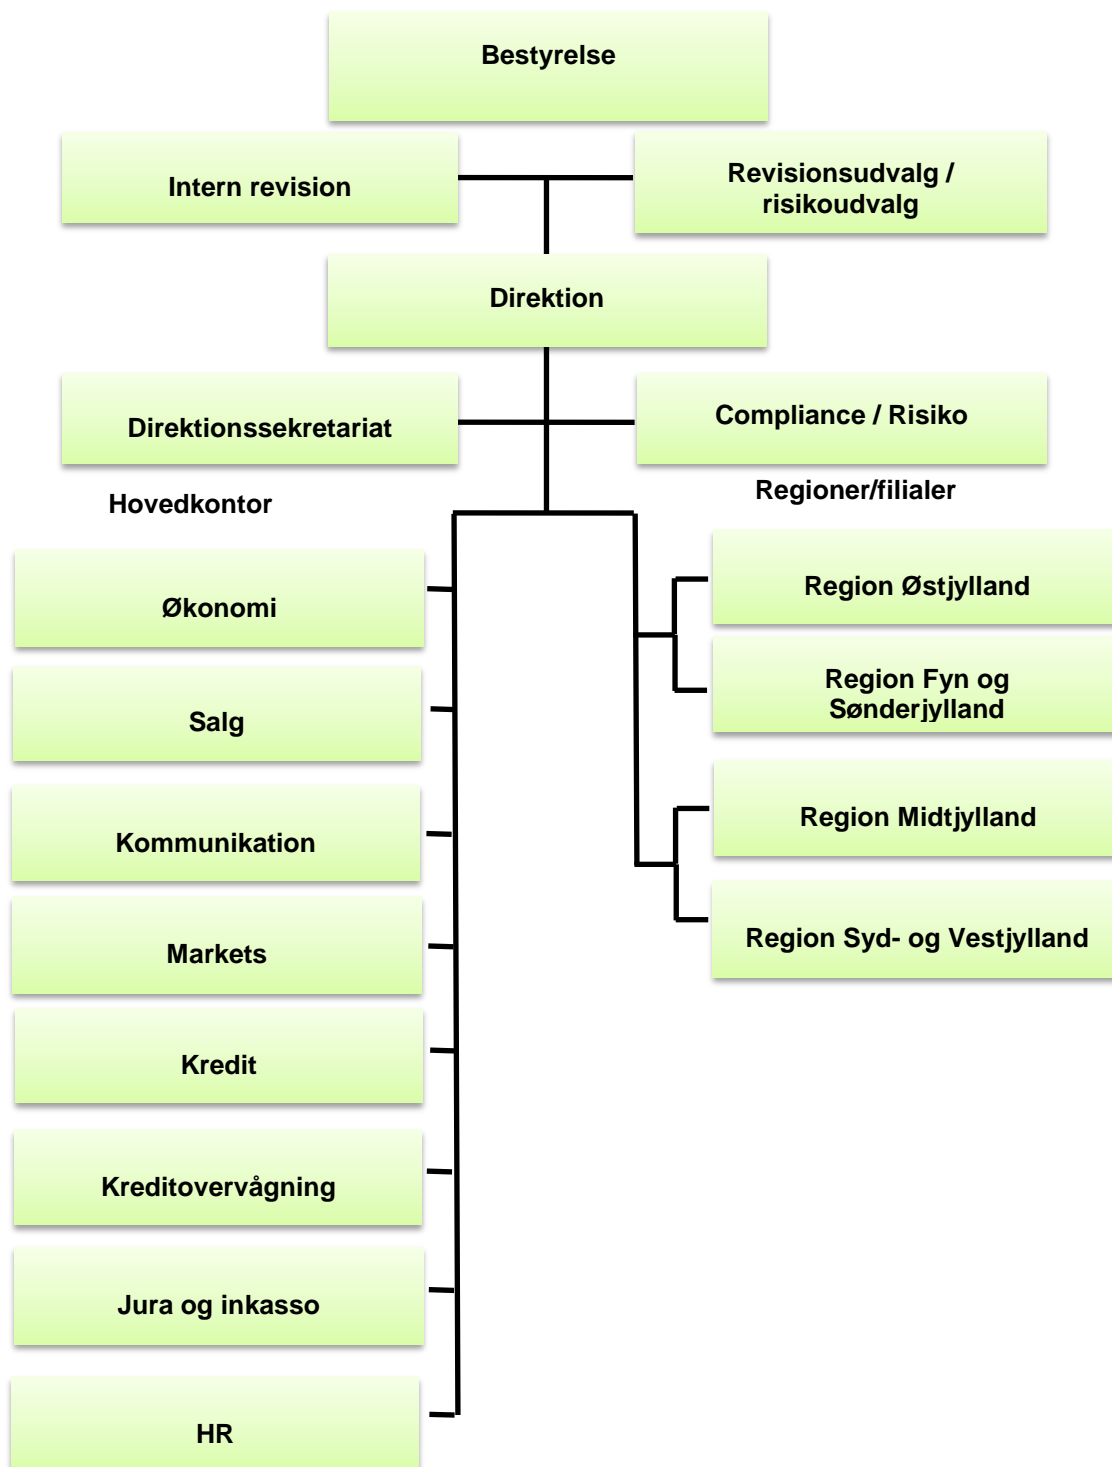 Bestyrelse
Intern revision
Revisionsudvalg /
risikoudvalg
Direktion
Direktionssekretariat
Compliance / Risiko
Hovedkontor
Regioner/filialer
Økonomi
Salg
Kommunikation
Markets
Kredit
Kreditovervågning
Jura og inkasso
HR
Region Østjylland
Region Fyn og
Sønderjylland
Region Midtjylland
Region Syd- og Vestjylland